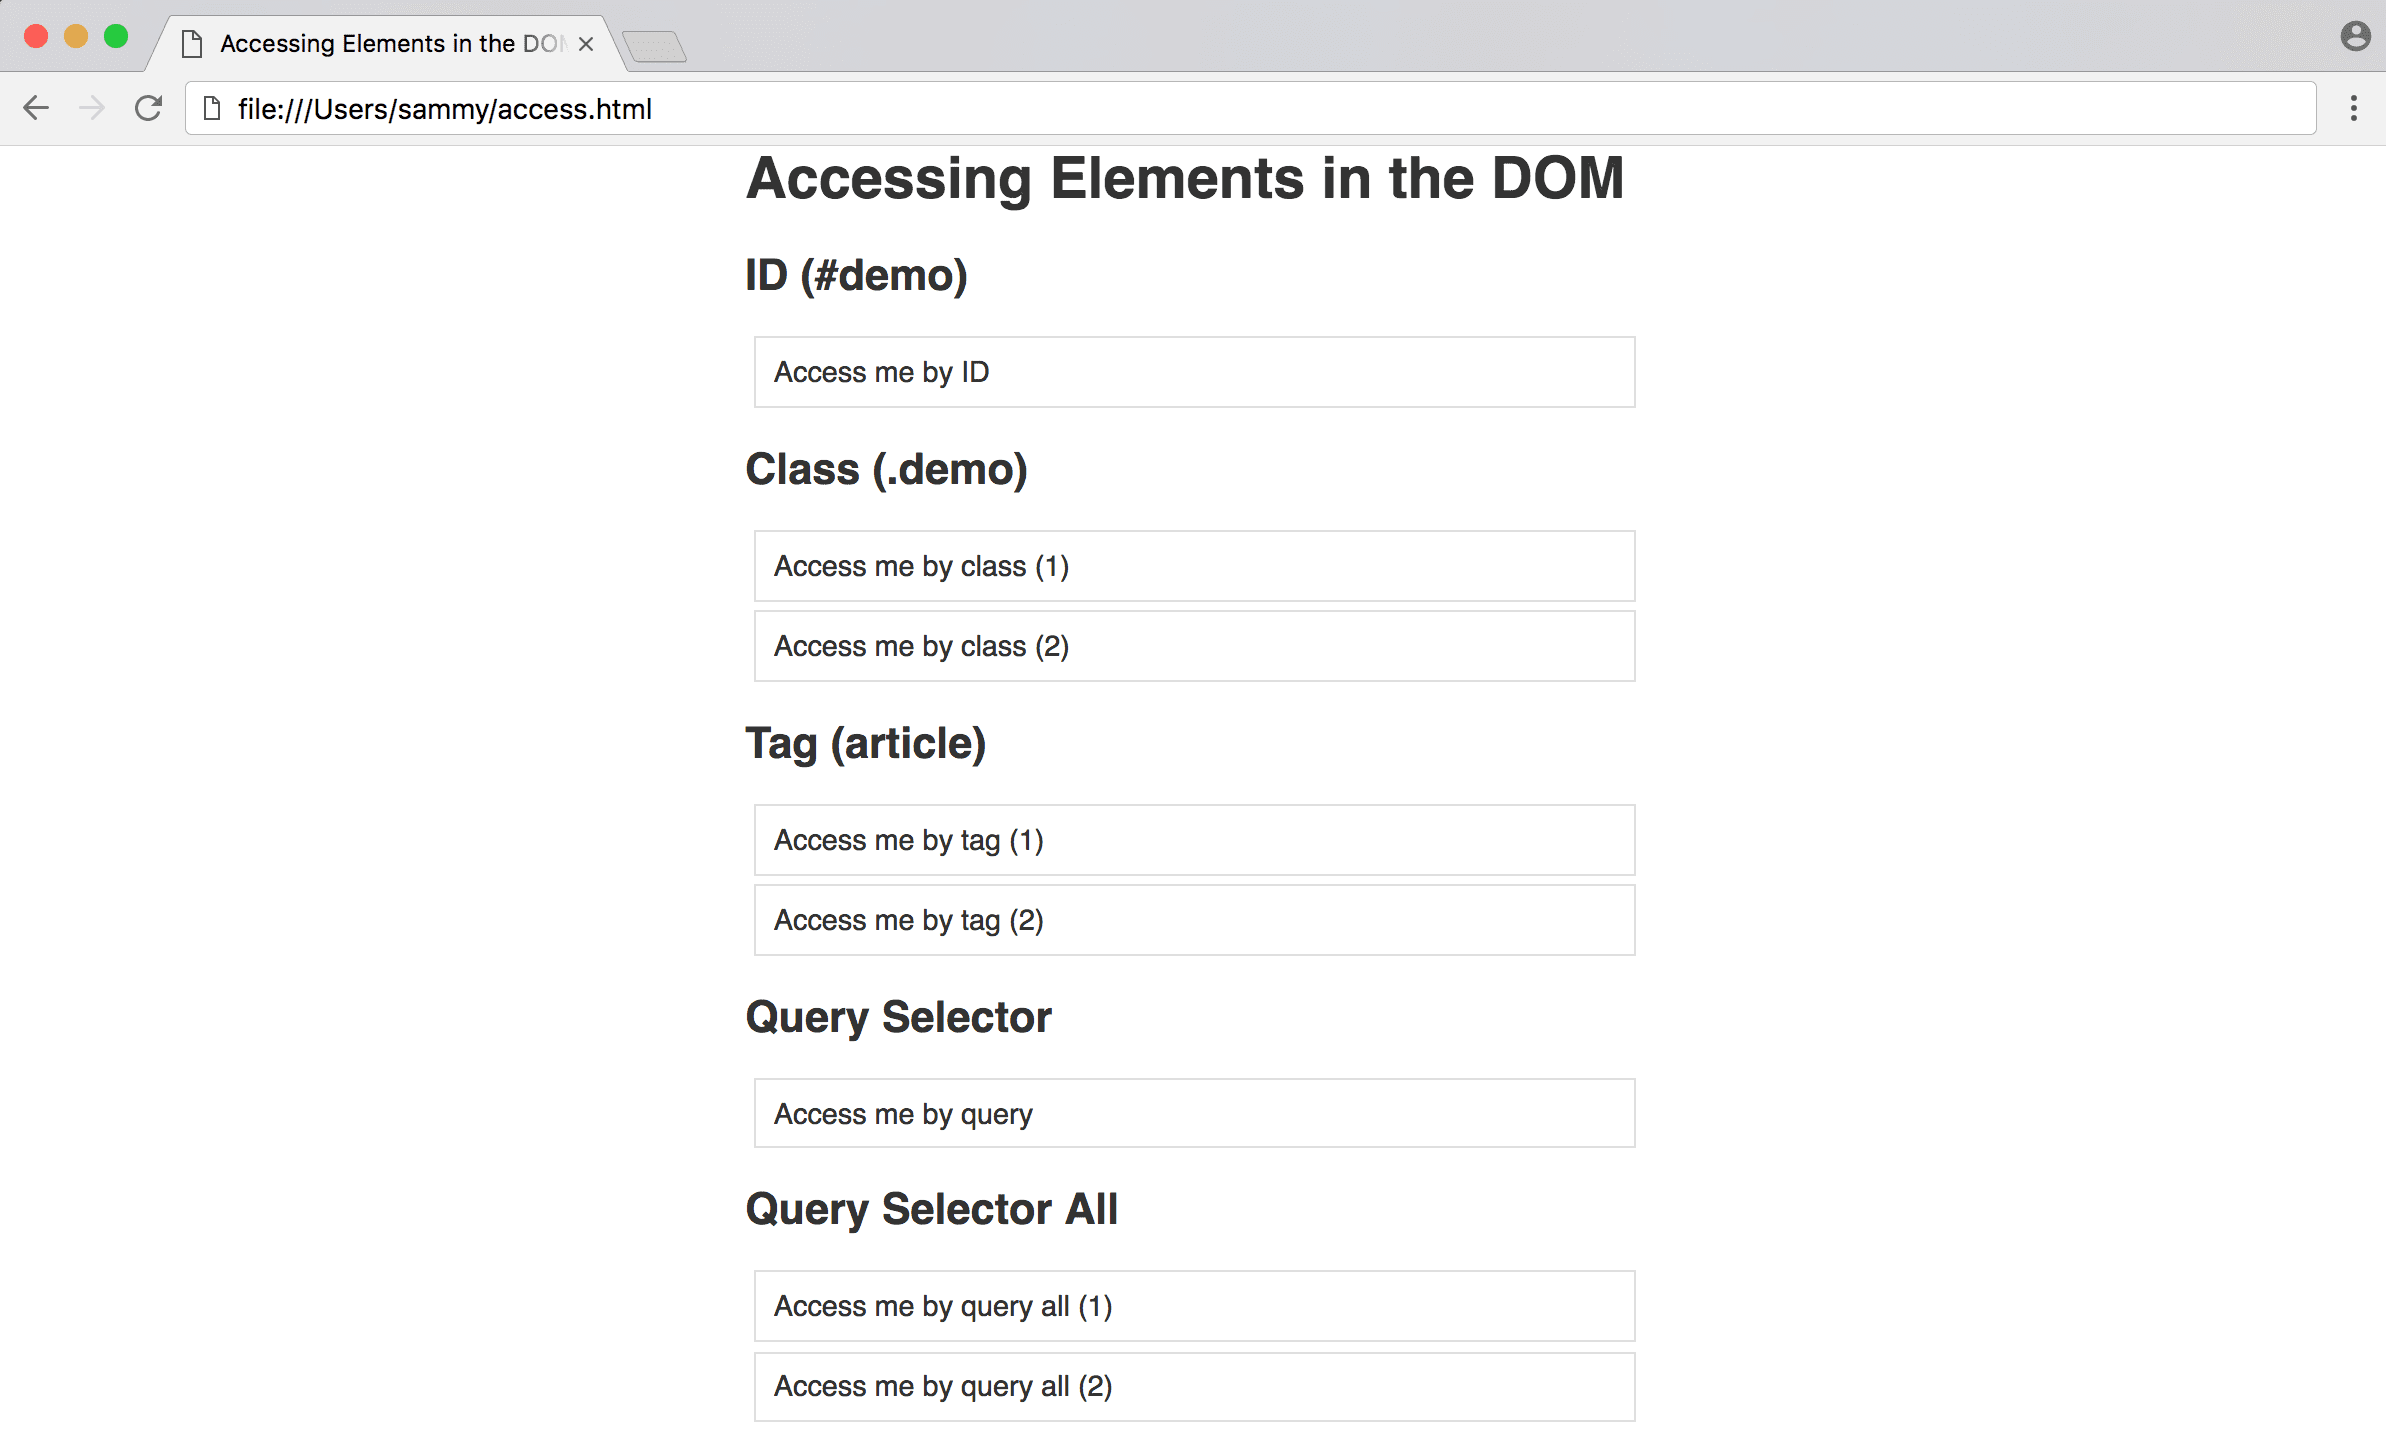 Accessing Elements in the DOM
file:///Users/sammy/access.html
Accessing Elements in the DOM
ID (#demo)
Access me by ID
Class (.demo)
Access me by class (1)
Access me by class (2)
Tag (article)
Access me by tag (1)
Access me by tag (2)
Query Selector
Access me by query
Query Selector All
Access me by query all (1)
Access me by query all (2)